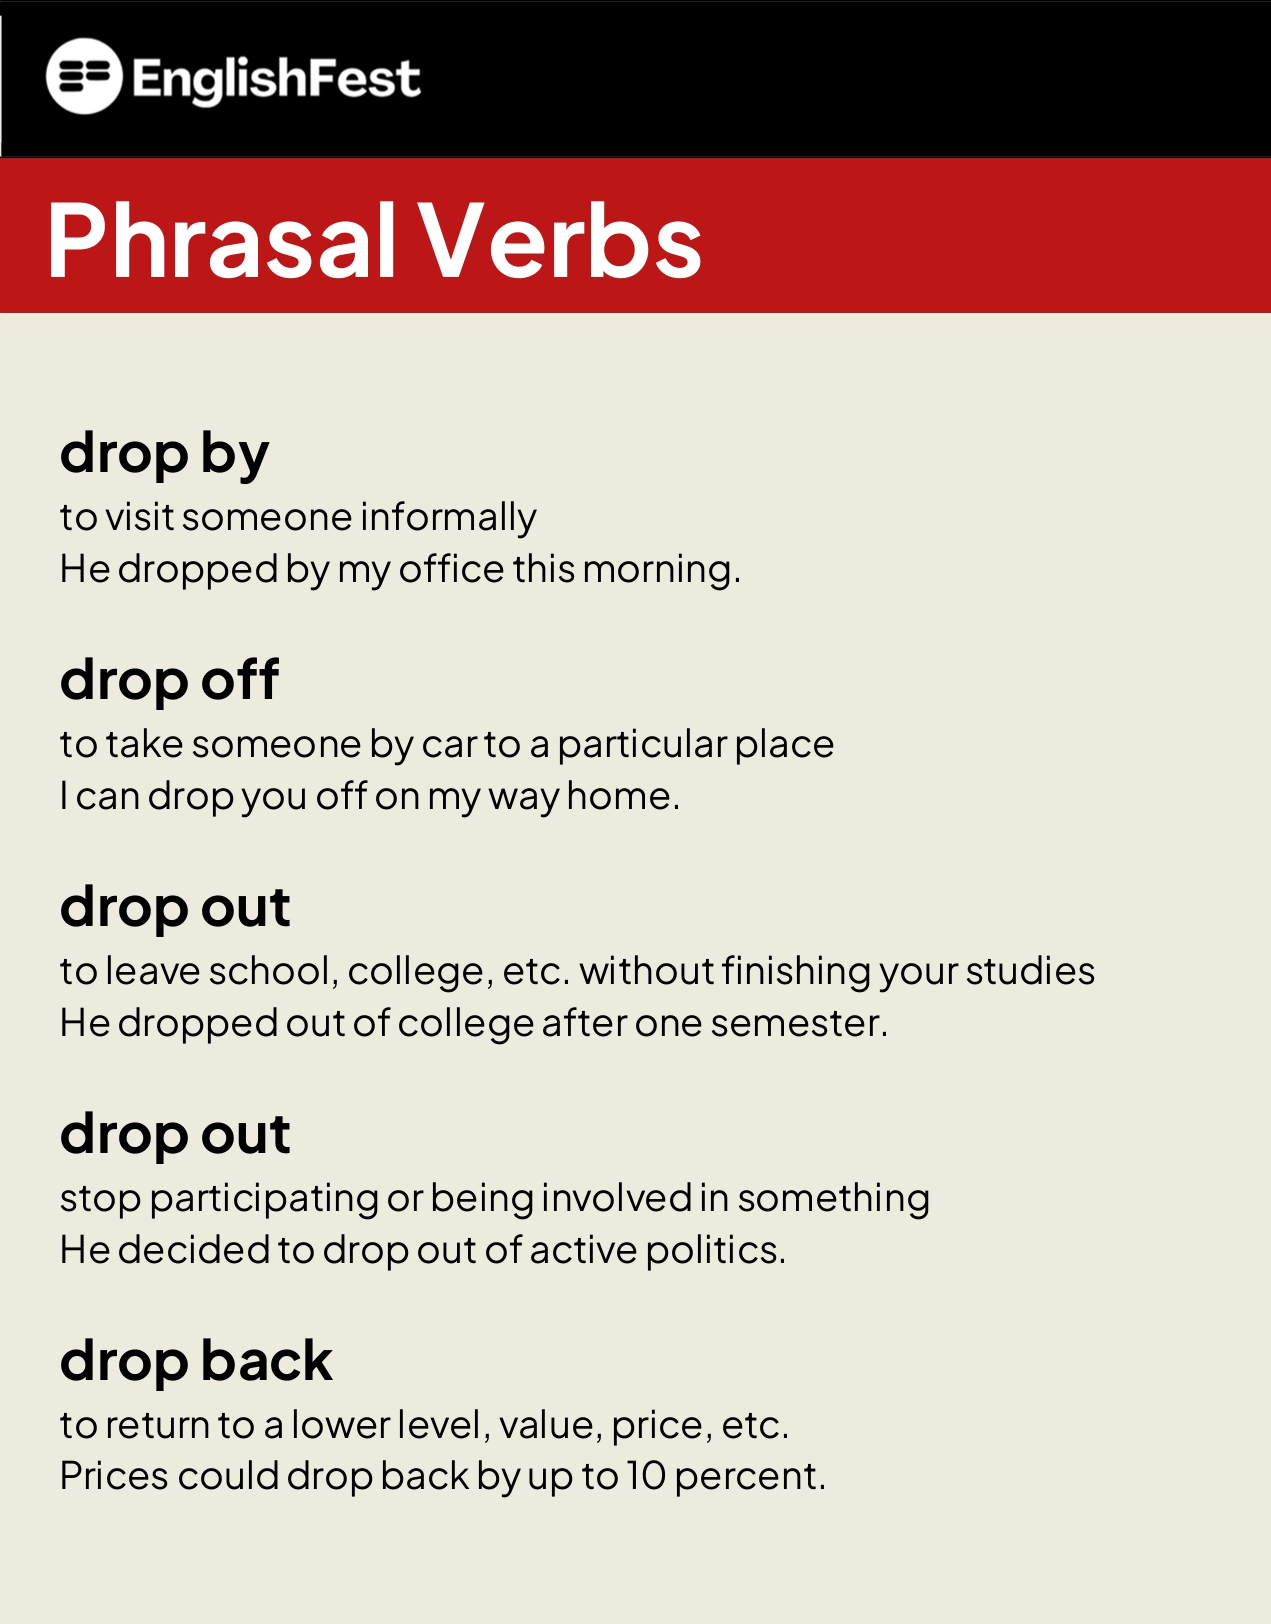 EnglishFest
Phrasal Verbs
drop by
to visit someone informally
He dropped by my office this morning.
drop off
to take someone by car to a particular place
I can drop you off on my way home.
drop out
to leave school, college, etc. without finishing your studies
He dropped out of college after one semester.
drop out
stop participating or being involved in something
He decided to drop out of active politics.
drop back
to return to a lower level, value, price, etc.
Prices could drop back by up to 10 percent.